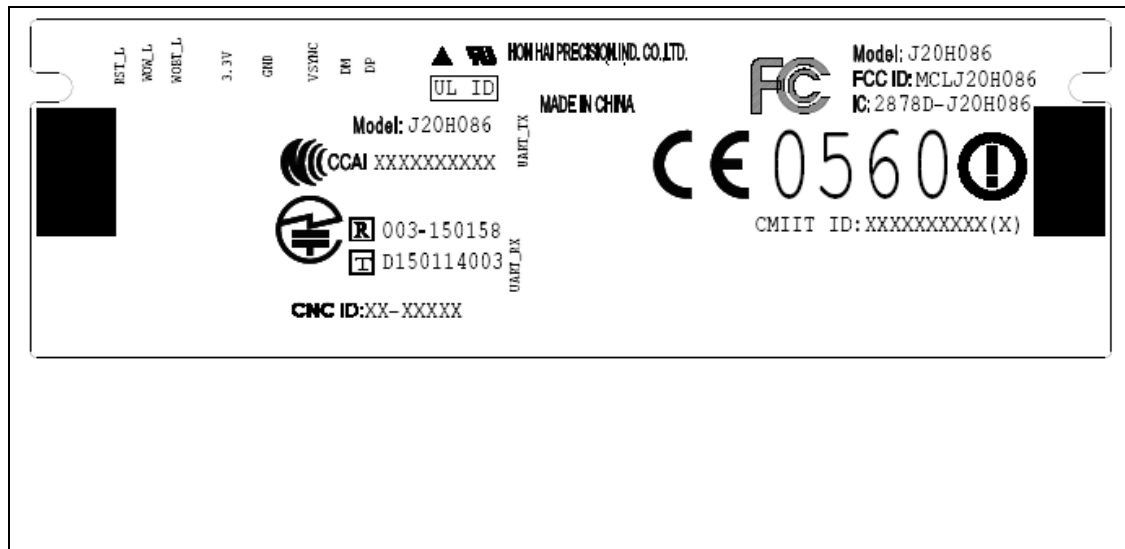 RST_L
WOW_L
WOBT_L
3.3V
GND
VSYNC
DM
DP
HON HAI PRECISION IND. CO.,LTD.
UL ID
MADE IN CHINA
Model: J20H086
UART_TX
CCAI XXXXXXXXXX
R 003-150158
T D150114003
UART_RX
CNC ID:XX-XXXXX
FC
Model: J20H086
FCC ID: MCLJ20H086
IC: 2878D-J20H086
CE 0560
CMIIT ID:XXXXXXXXXX(X)